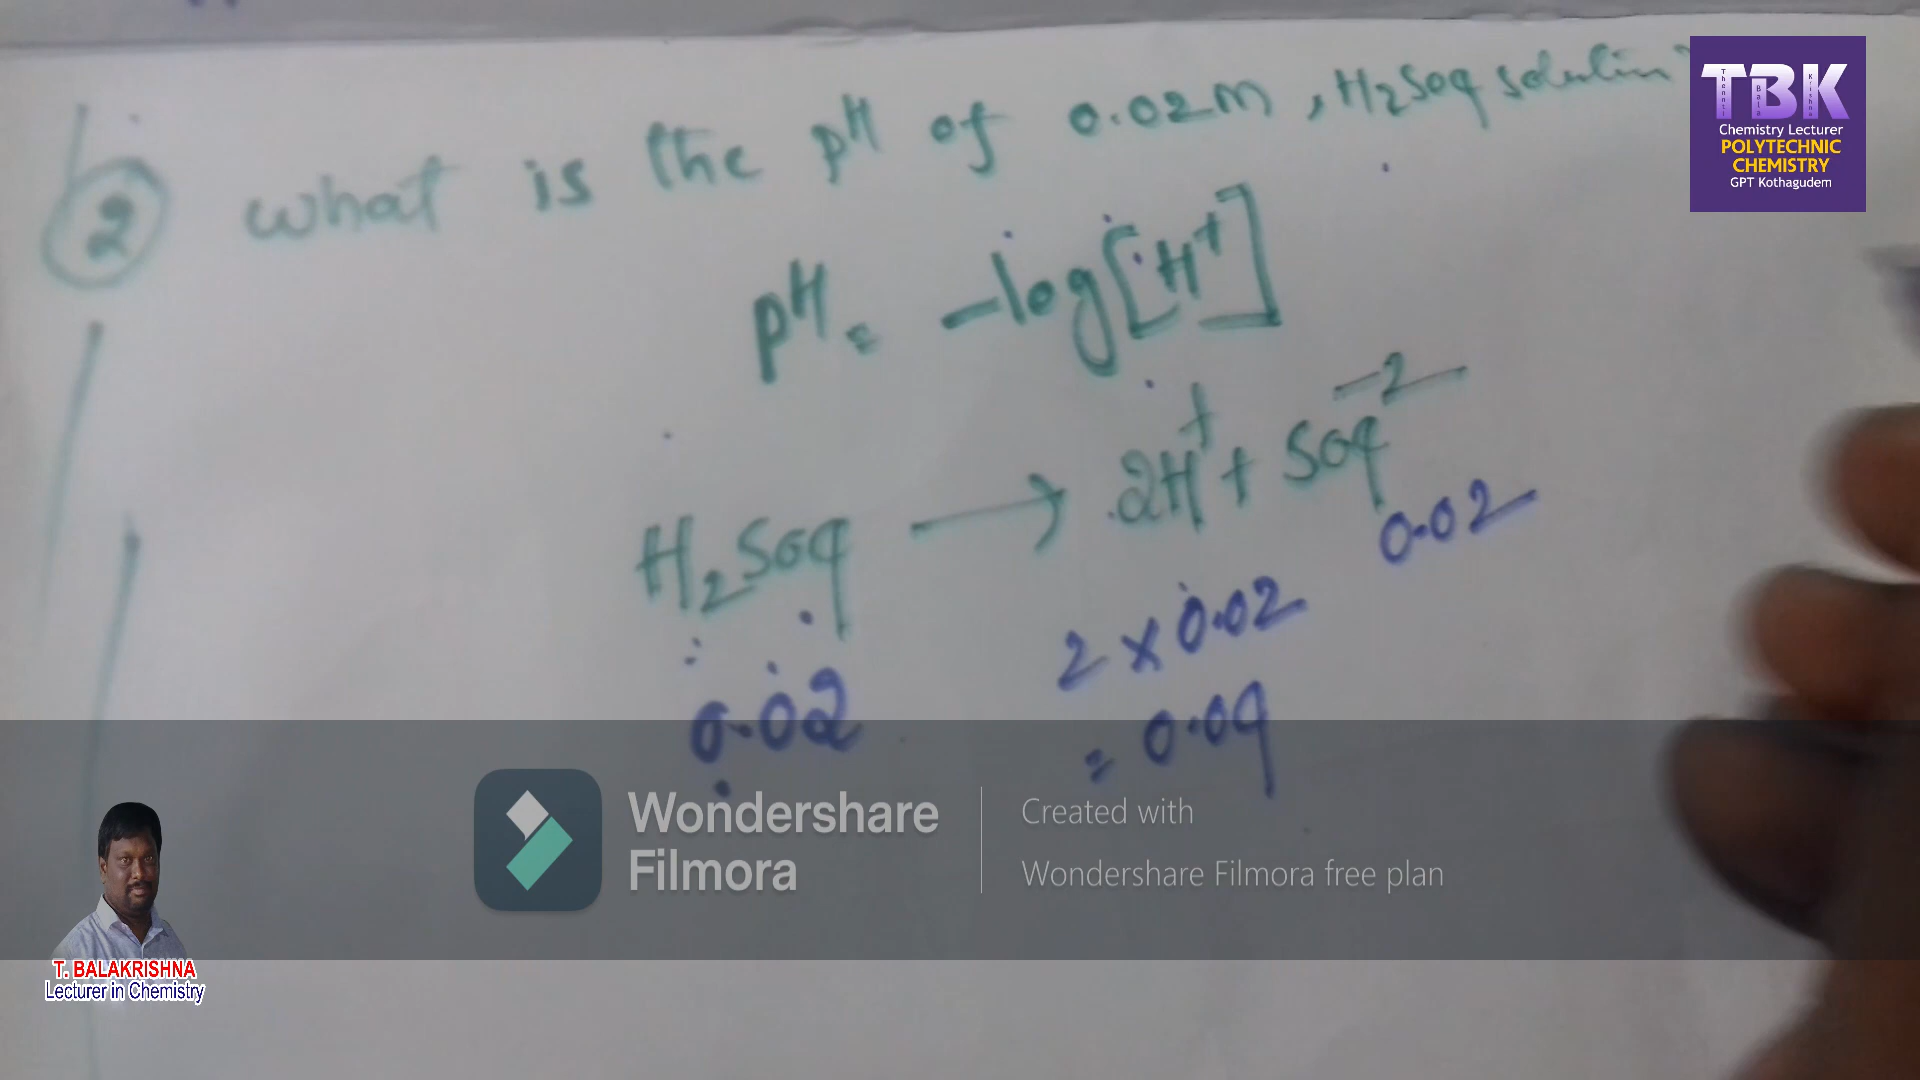 ② What is the pH of 0.02m, H2SO4 solution?
TBK
Chemistry Lecturer
POLYTECHNIC
CHEMISTRY
GPT Kothagudem
pH = -log[H+]
H2SO4 → 2H+ + SO4-2
0.02 2 × 0.02 0.02
= 0.04
Wondershare
Filmora
Created with
Wondershare Filmora free plan
T. BALAKRISHNA
Lecturer in Chemistry